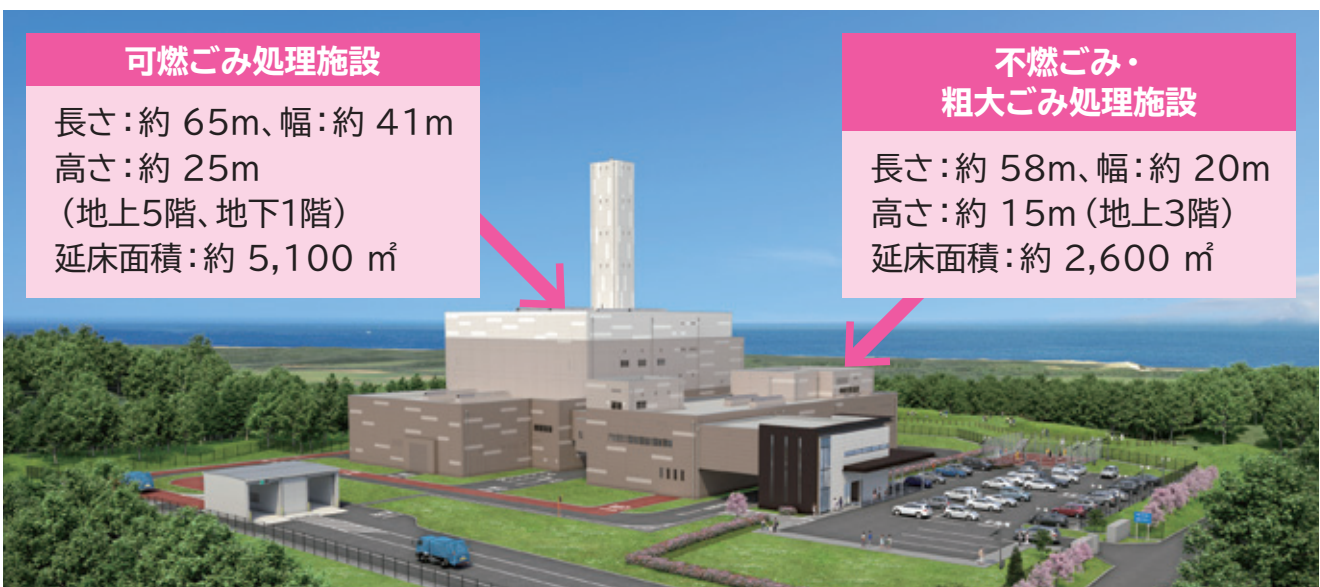 可燃ごみ処理施設
長さ：約 65m、幅：約 41m
高さ：約 25m
（地上5階、地下1階）
延床面積：約 5,100 ㎡
不燃ごみ・
粗大ごみ処理施設
長さ：約 58m、幅：約 20m
高さ：約 15m（地上3階）
延床面積：約 2,600 ㎡